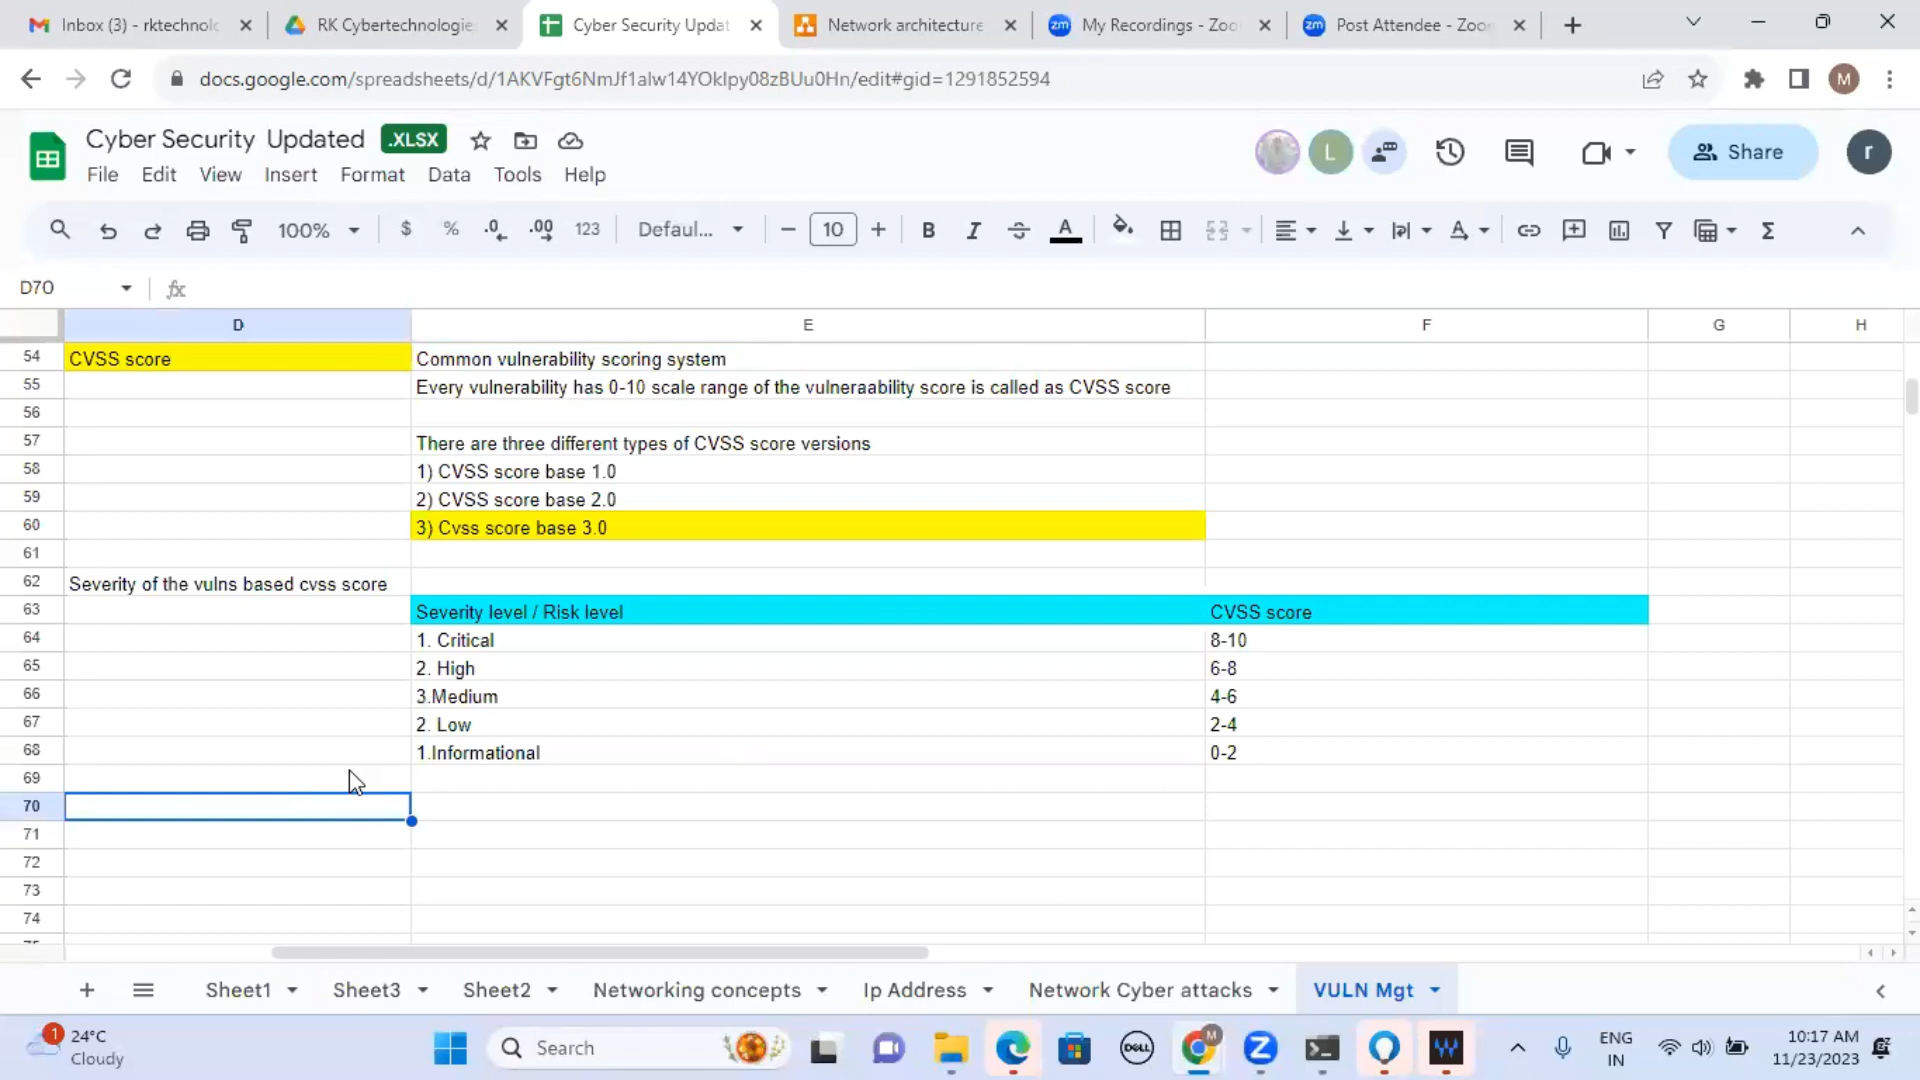 Inbox (3) - rktechnolo
RK Cybertechnologie
Cyber Security Updat
Network architecture
My Recordings - Zoo
Post Attendee - Zoo
docs.google.com/spreadsheets/d/1AKVFgt6NmJf1alw14YOklpy08zBUu0Hn/edit#gid=1291852594
M
Cyber Security Updated .XLSX
L
Share
r
File Edit View Insert Format Data Tools Help
100% $ % .0 .00 123 Defaul... 10 B I A
D70 fx
D E F G H
54 CVSS score Common vulnerability scoring system
55 Every vulnerability has 0-10 scale range of the vulneraability score is called as CVSS score
56
57 There are three different types of CVSS score versions
58 1) CVSS score base 1.0
59 2) CVSS score base 2.0
60 3) Cvss score base 3.0
61
62 Severity of the vulns based cvss score
63 Severity level / Risk level CVSS score
64 1. Critical 8-10
65 2. High 6-8
66 3.Medium 4-6
67 2. Low 2-4
68 1.Informational 0-2
69
70
71
72
73
74
Sheet1 Sheet3 Sheet2 Networking concepts Ip Address Network Cyber attacks VULN Mgt
1 24°C
Cloudy
Search
DELL
M
ENG
IN
10:17 AM
11/23/2023